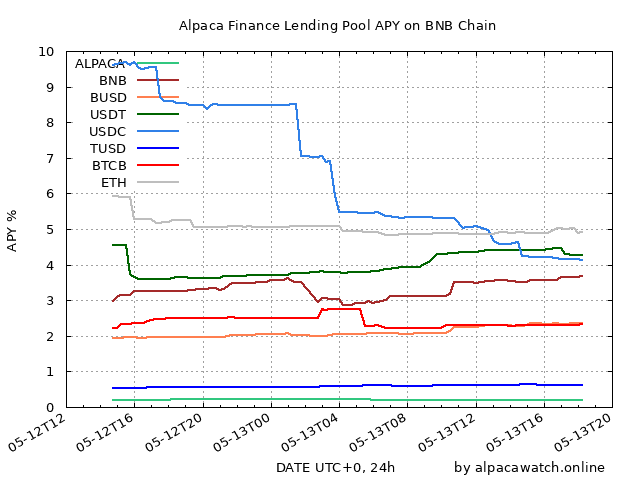 Alpaca Finance Lending Pool APY on BNB Chain
10
9
8
7
6
5
4
3
2
1
0
APY %
ALPACA
BNB
BUSD
USDT
USDC
TUSD
BTCB
ETH
05-12T12
05-12T16
05-12T20
05-13T00
05-13T04
05-13T08
05-13T12
05-13T16
05-13T20
DATE UTC+0, 24h
by alpacawatch.online